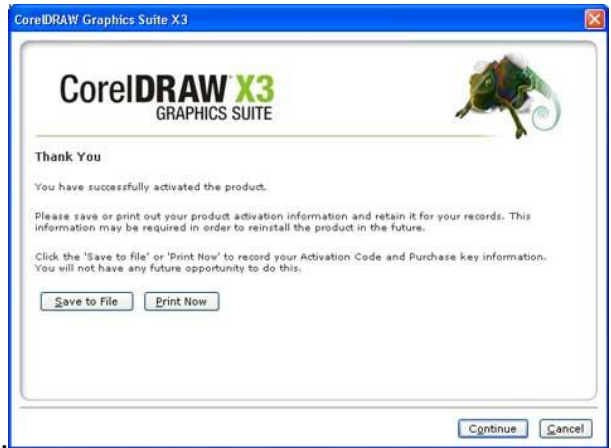 CorelDRAW Graphics Suite X3
CorelDRAW X3
GRAPHICS SUITE
Thank You
You have successfully activated the product.
Please save or print out your product activation information and retain it for your records. This
information may be required in order to reinstall the product in the future.
Click the 'Save to file' or 'Print Now' to record your Activation Code and Purchase key information.
You will not have any future opportunity to do this.
Save to File Print Now
Continue Cancel
.